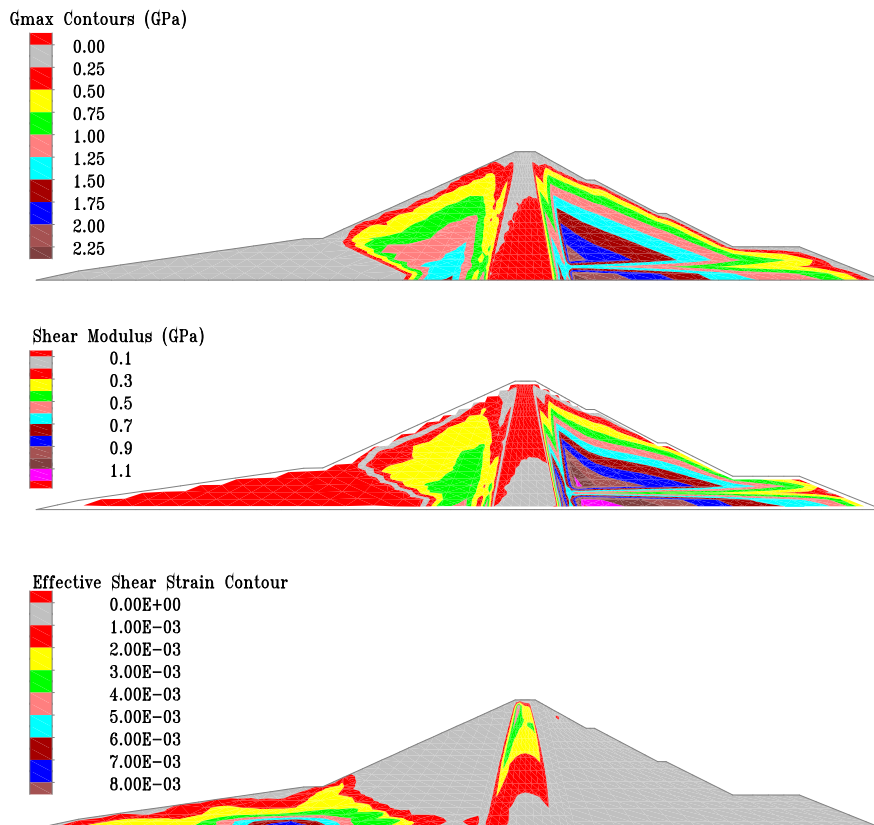 Gmax Contours (GPa)
0.00
0.25
0.50
0.75
1.00
1.25
1.50
1.75
2.00
2.25
Shear Modulus (GPa)
0.1
0.3
0.5
0.7
0.9
1.1
Effective Shear Strain Contour
0.00E+00
1.00E-03
2.00E-03
3.00E-03
4.00E-03
5.00E-03
6.00E-03
7.00E-03
8.00E-03